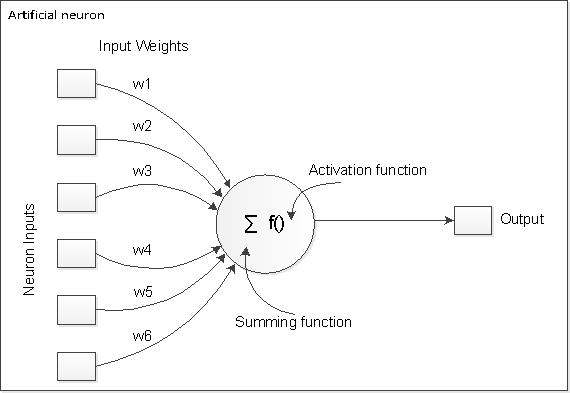 Artificial neuron
Input Weights
w1
w2
w3
w4
w5
w6
Neuron Inputs
∑ f()
Activation function
Summing function
Output